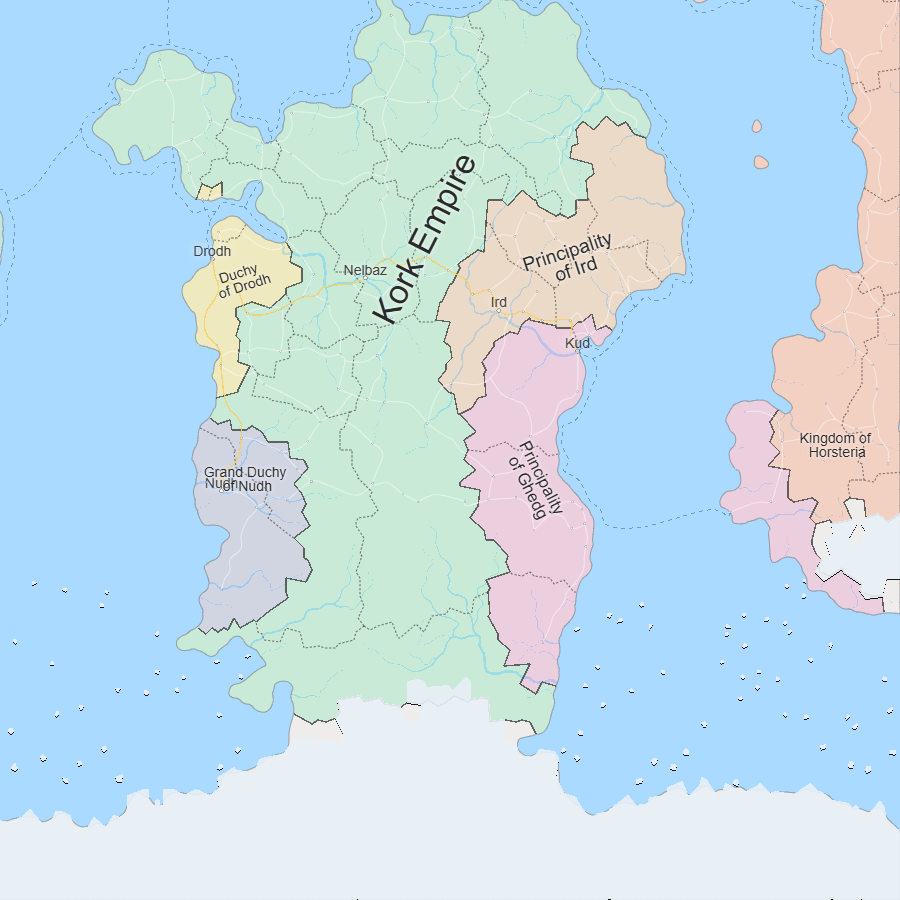 Kork Empire
Drodh
Duchy
of Drodh
Nelbaz
Principality
of Ird
Ird
Kud
Kingdom of
Horsteria
Principality
of Ghedg
Grand Duchy
of Nudh
Nudh